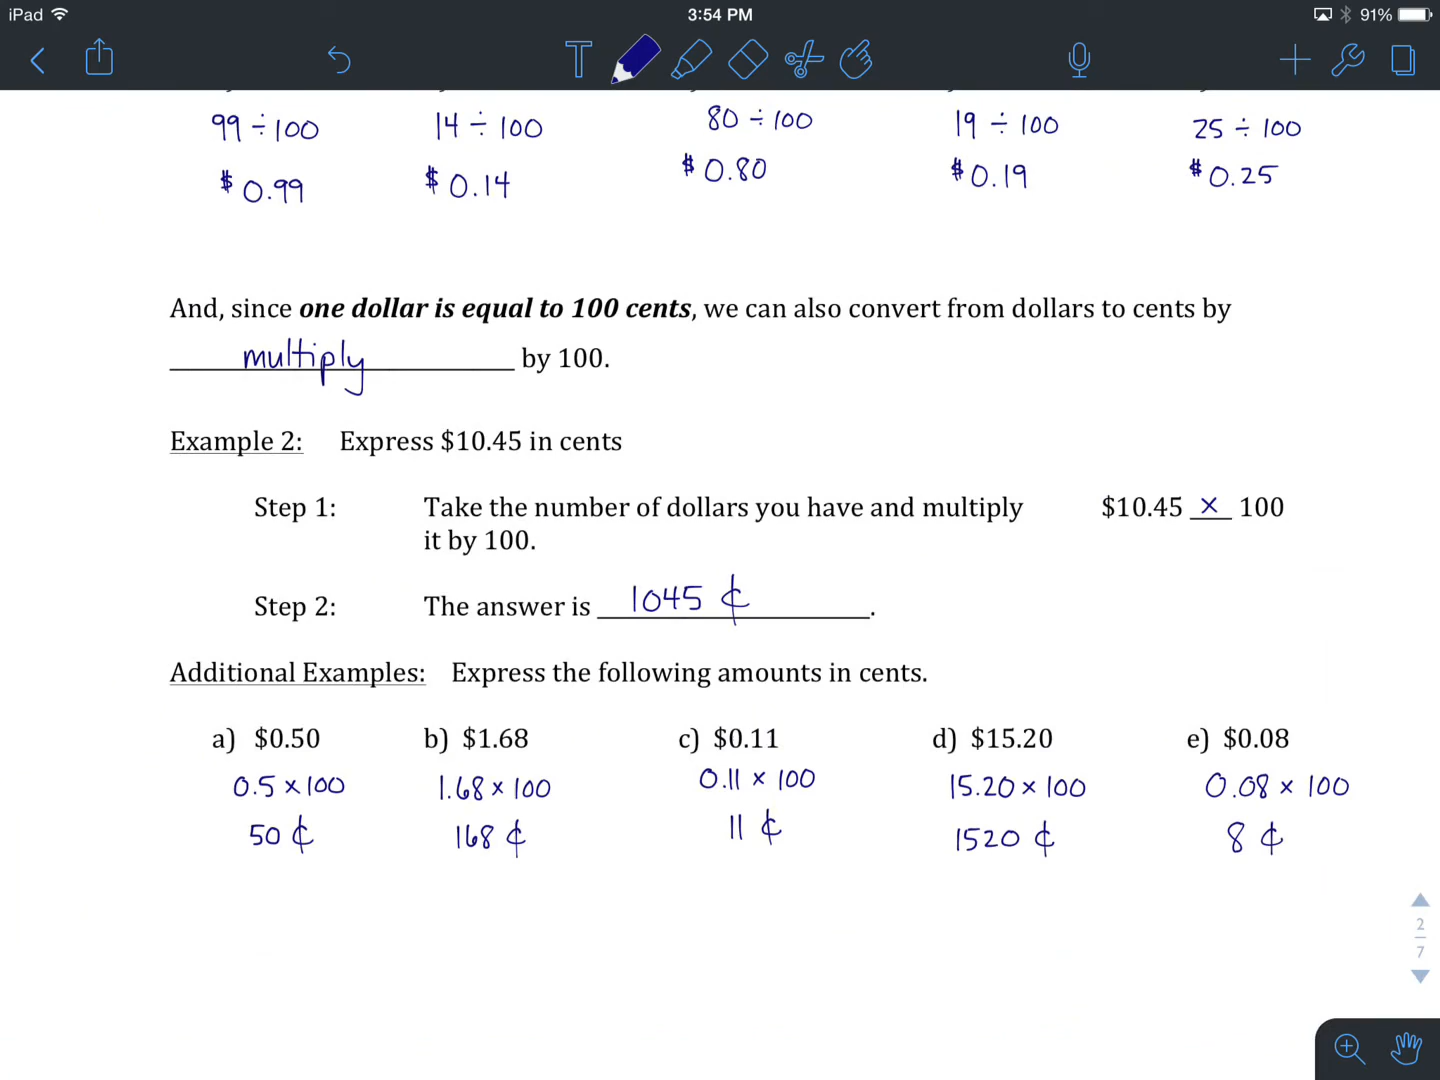 iPad 3:54 PM 91%
T
99 ÷ 100 14 ÷ 100 80 ÷ 100 19 ÷ 100 25 ÷ 100
$ 0.99 $ 0.14 $ 0.80 $ 0.19 $ 0.25
And, since one dollar is equal to 100 cents, we can also convert from dollars to cents by
multiply by 100.
Example 2: Express $10.45 in cents
Step 1: Take the number of dollars you have and multiply $10.45 × 100
it by 100.
Step 2: The answer is 1045 ¢.
Additional Examples: Express the following amounts in cents.
a) $0.50 b) $1.68 c) $0.11 d) $15.20 e) $0.08
0.5 × 100 1.68 × 100 0.11 × 100 15.20 × 100 0.08 × 100
50 ¢ 168 ¢ 11 ¢ 1520 ¢ 8 ¢
2
7